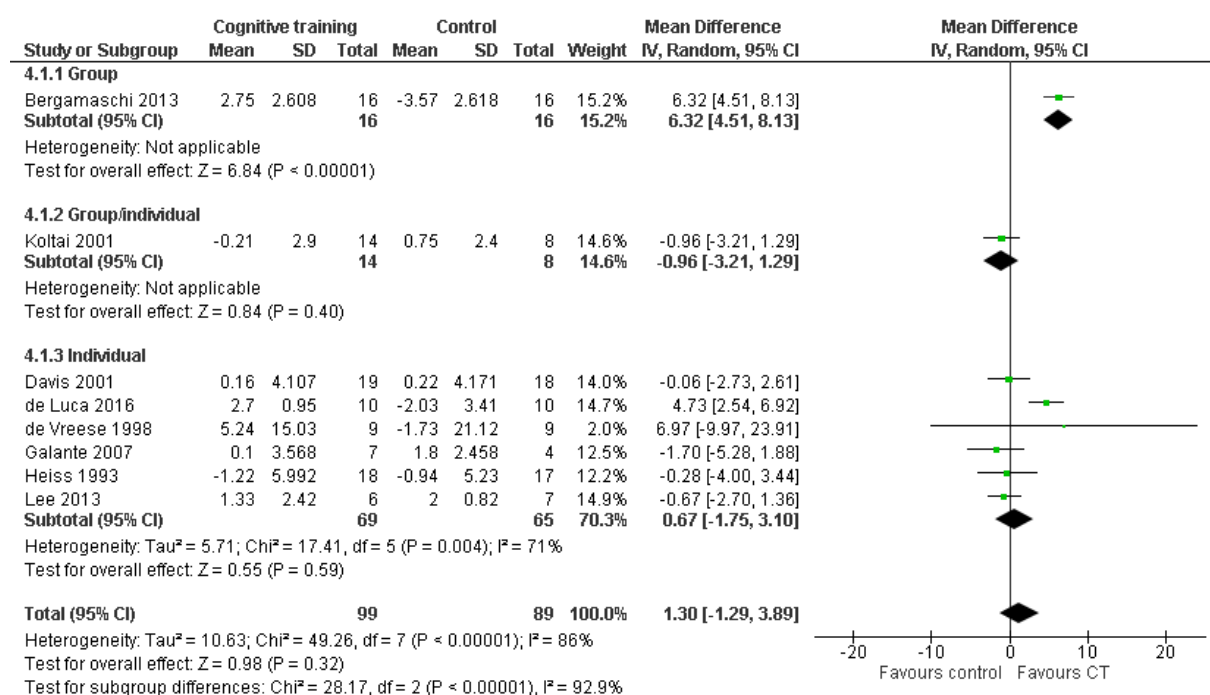 Cognitive training Control Mean Difference Mean Difference
Study or Subgroup Mean SD Total Mean SD Total Weight IV, Random, 95% CI IV, Random, 95% CI
4.1.1 Group
Bergamaschi 2013 2.75 2.608 16 -3.57 2.618 16 15.2% 6.32 [4.51, 8.13]
Subtotal (95% CI) 16 16 15.2% 6.32 [4.51, 8.13]
Heterogeneity: Not applicable
Test for overall effect: Z = 6.84 (P < 0.00001)
4.1.2 Group/individual
Koltai 2001 -0.21 2.9 14 0.75 2.4 8 14.6% -0.96 [-3.21, 1.29]
Subtotal (95% CI) 14 8 14.6% -0.96 [-3.21, 1.29]
Heterogeneity: Not applicable
Test for overall effect: Z = 0.84 (P = 0.40)
4.1.3 Individual
Davis 2001 0.16 4.107 19 0.22 4.171 18 14.0% -0.06 [-2.73, 2.61]
de Luca 2016 2.7 0.95 10 -2.03 3.41 10 14.7% 4.73 [2.54, 6.92]
de Vreese 1998 5.24 15.03 9 -1.73 21.12 9 2.0% 6.97 [-9.97, 23.91]
Galante 2007 0.1 3.568 7 1.8 2.458 4 12.5% -1.70 [-5.28, 1.88]
Heiss 1993 -1.22 5.992 18 -0.94 5.23 17 12.2% -0.28 [-4.00, 3.44]
Lee 2013 1.33 2.42 6 2 0.82 7 14.9% -0.67 [-2.70, 1.36]
Subtotal (95% CI) 69 65 70.3% 0.67 [-1.75, 3.10]
Heterogeneity: Tau² = 5.71; Chi² = 17.41, df = 5 (P = 0.004); I² = 71%
Test for overall effect: Z = 0.55 (P = 0.59)
Total (95% CI) 99 89 100.0% 1.30 [-1.29, 3.89]
Heterogeneity: Tau² = 10.63; Chi² = 49.26, df = 7 (P < 0.00001); I² = 86%
Test for overall effect: Z = 0.98 (P = 0.32)
Test for subgroup differences: Chi² = 28.17, df = 2 (P < 0.00001), I² = 92.9%
-20 -10 0 10 20
Favours control Favours CT